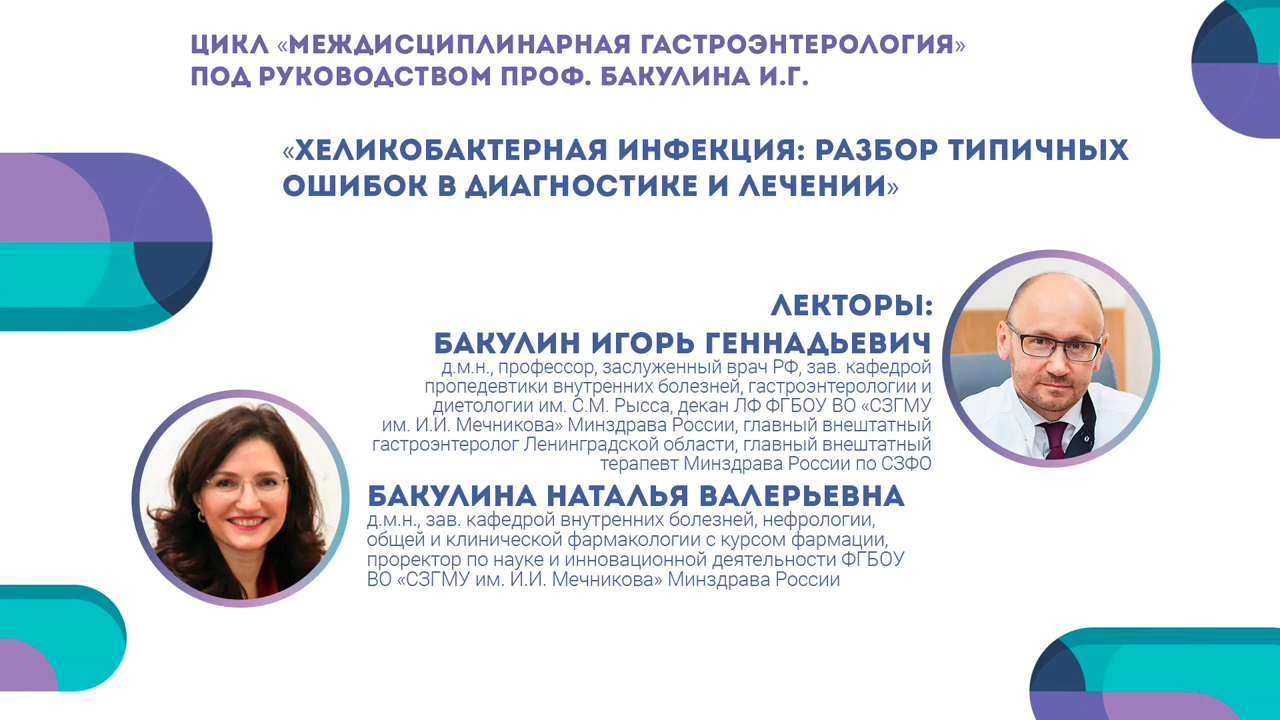 ЦИКЛ «МЕЖДИСЦИПЛИНАРНАЯ ГАСТРОЭНТЕРОЛОГИЯ»
ПОД РУКОВОДСТВОМ ПРОФ. БАКУЛИНА И.Г.
«ХЕЛИКОБАКТЕРНАЯ ИНФЕКЦИЯ: РАЗБОР ТИПИЧНЫХ
ОШИБОК В ДИАГНОСТИКЕ И ЛЕЧЕНИИ»
ЛЕКТОРЫ:
БАКУЛИН ИГОРЬ ГЕННАДЬЕВИЧ
д.м.н., профессор, заслуженный врач РФ, зав. кафедрой
пропедевтики внутренних болезней, гастроэнтерологии и
диетологии им. С.М. Рысса, декан ЛФ ФГБОУ ВО «СЗГМУ
им. И.И. Мечникова» Минздрава России, главный внештатный
гастроэнтеролог Ленинградской области, главный внештатный
терапевт Минздрава России по СЗФО
БАКУЛИНА НАТАЛЬЯ ВАЛЕРЬЕВНА
д.м.н., зав. кафедрой внутренних болезней, нефрологии,
общей и клинической фармакологии с курсом фармации,
проректор по науке и инновационной деятельности ФГБОУ
ВО «СЗГМУ им. И.И. Мечникова» Минздрава России